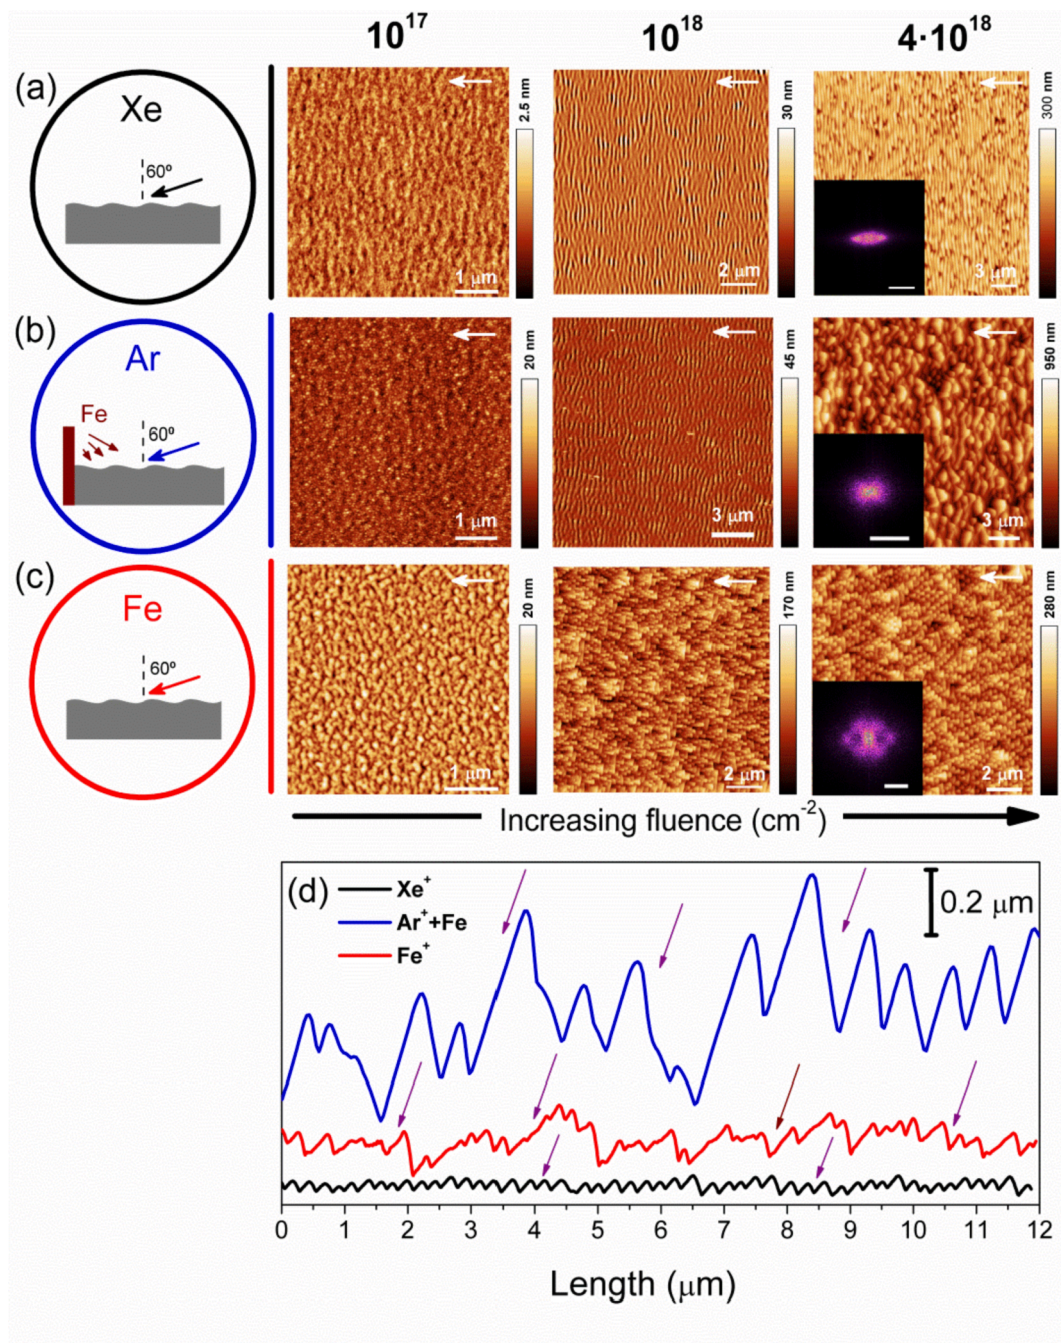 10¹⁷ 10¹⁸ 4·10¹⁸
(a) Xe
60º
1 μm
2.5 nm
2 μm
30 nm
3 μm
300 nm
(b) Ar
Fe
60º
1 μm
20 nm
3 μm
45 nm
3 μm
950 nm
(c) Fe
60º
1 μm
20 nm
2 μm
170 nm
2 μm
280 nm
Increasing fluence (cm⁻²)
(d) Xe⁺
Ar⁺+Fe
Fe⁺
0.2 μm
0 1 2 3 4 5 6 7 8 9 10 11 12
Length (μm)